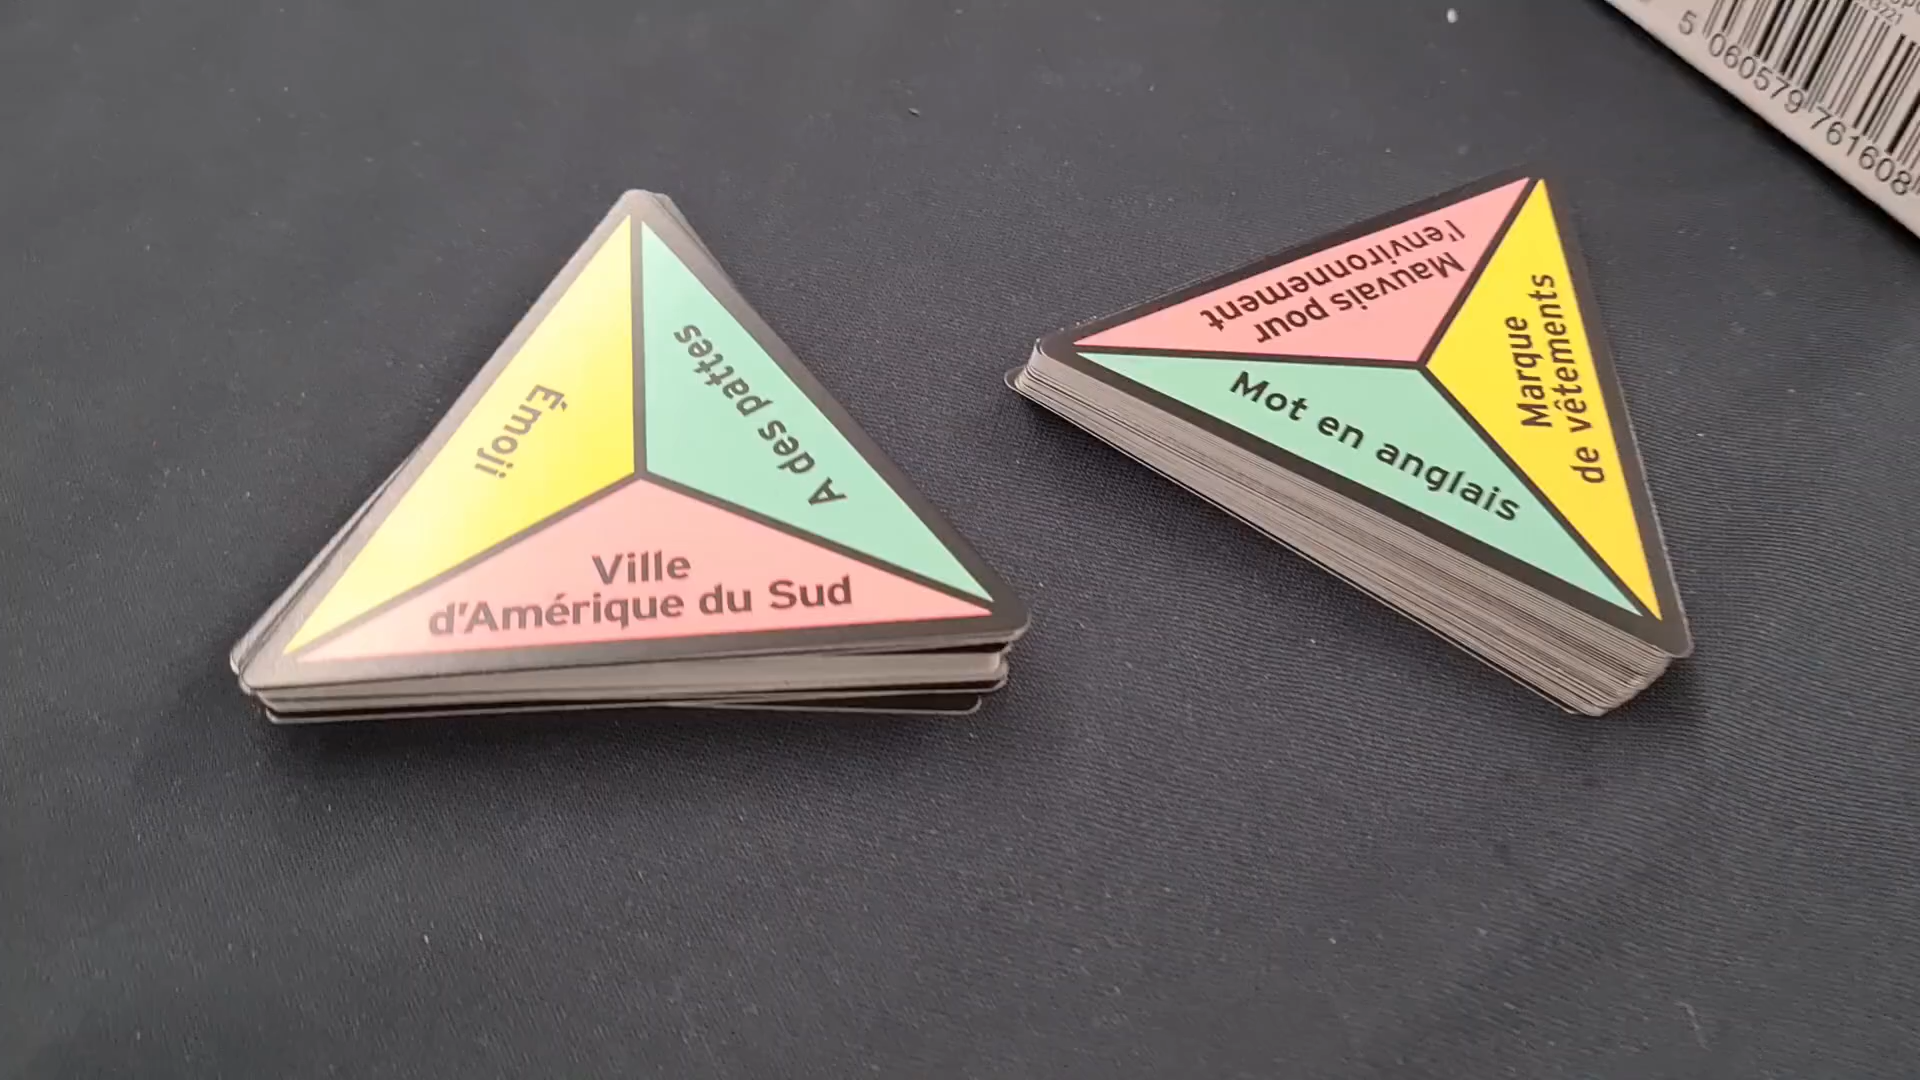 Émoji
A des pattes
Ville
d'Amérique du Sud
Mauvais pour
l'environnement
Marque
de vêtements
Mot en anglais
5 060579 761608